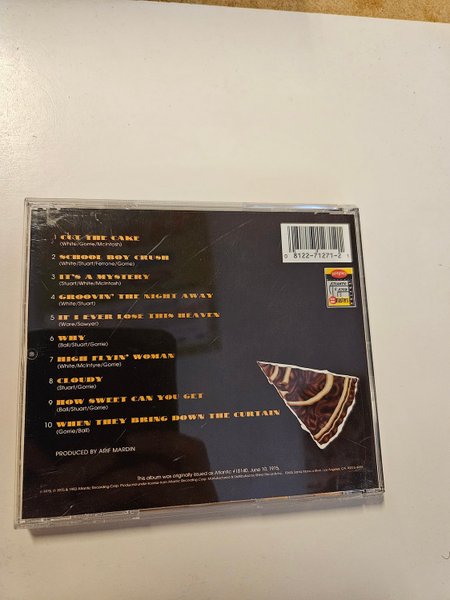 1 CUT THE CAKE
(White/Gorrie/McIntosh)
2 SCHOOL BOY CRUSH
(White/Stuart/Ferrone/Gorrie)
3 IT'S A MYSTERY
(Stuart/White/McIntosh)
4 GROOVIN' THE NIGHT AWAY
(White/Stuart)
5 IF I EVER LOSE THIS HEAVEN
(Ware/Sawyer)
6 WHY
(Ball/Stuart/Gorrie)
7 HIGH FLYIN' WOMAN
(White/McIntyre/Gorrie)
8 CLOUDY
(Stuart/Gorrie)
9 HOW SWEET CAN YOU GET
(Ball/Stuart/Gorrie)
10 WHEN THEY BRING DOWN THE CURTAIN
(Gorrie/Ball)
PRODUCED BY ARIF MARDIN
This album was originally issued as Atlantic #18140, June 10, 1975.
0 81227-71271-2